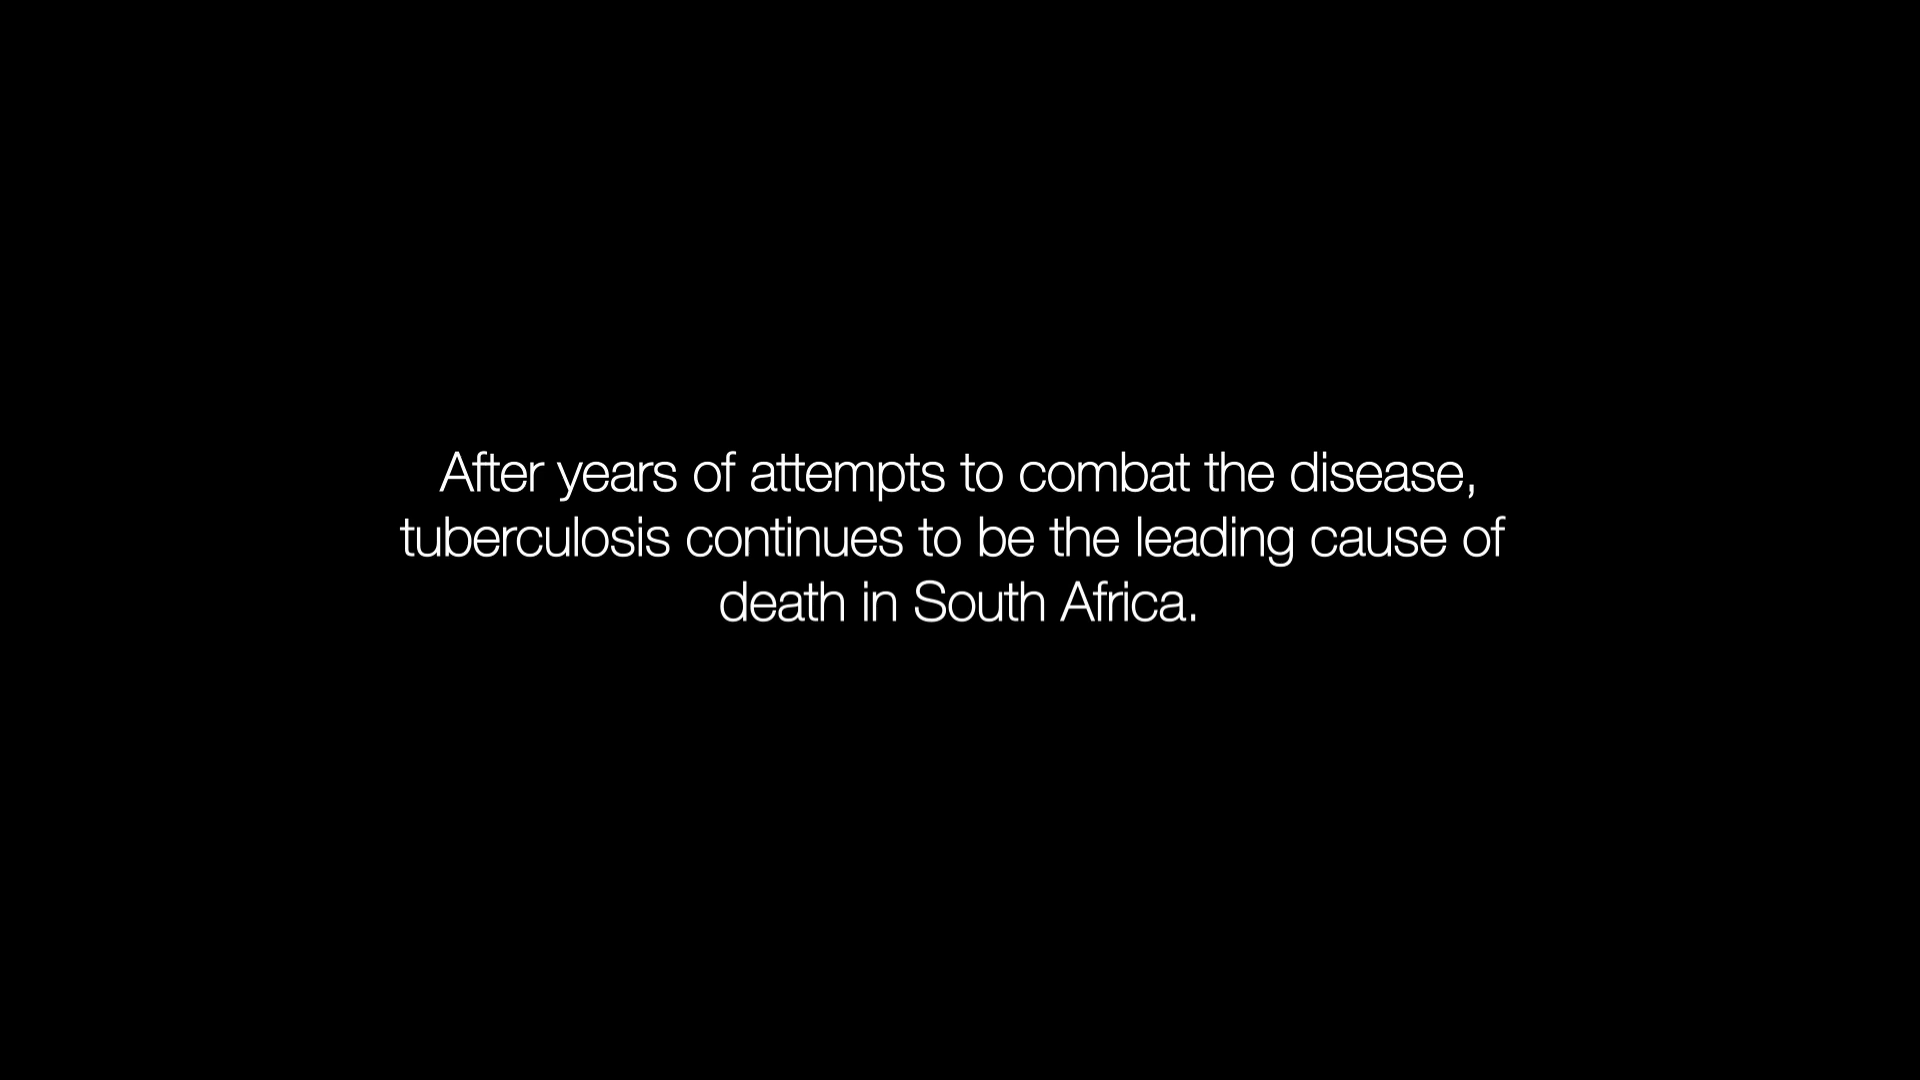 After years of attempts to combat the disease,
tuberculosis continues to be the leading cause of
death in South Africa.